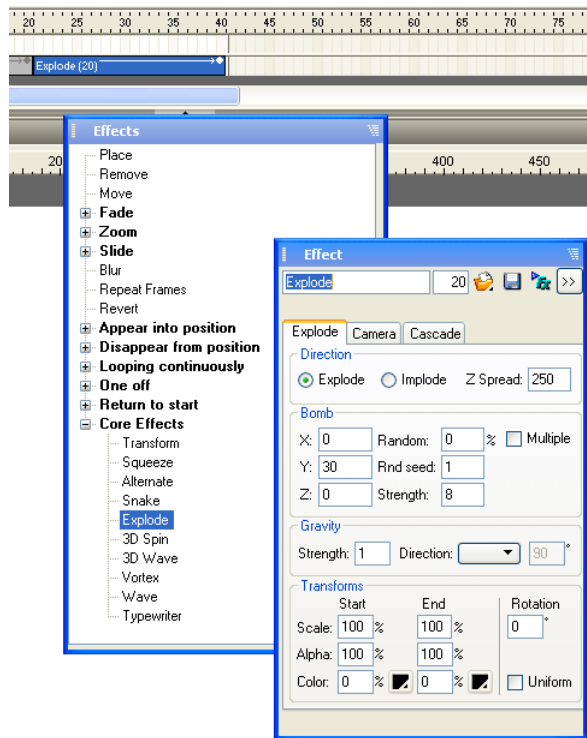 20 25 30 35 40 45 50 55 60 65 70 75
Explode (20)
Effects
20 400 450
Place
Remove
Move
Fade
Zoom
Slide
Blur
Repeat Frames
Revert
Appear into position
Disappear from position
Looping continuously
One off
Return to start
Core Effects
Transform
Squeeze
Alternate
Snake
Explode
3D Spin
3D Wave
Vortex
Wave
Typewriter
Effect
Explode 20 Fx >>
Explode Camera Cascade
Direction
Explode Implode Z Spread: 250
Bomb
X: 0 Random: 0 % Multiple
Y: 30 Rnd seed: 1
Z: 0 Strength: 8
Gravity
Strength: 1 Direction: 90 °
Transforms
Start End Rotation
Scale: 100 % 100 % 0 °
Alpha: 100 % 100 %
Color: 0 % 0 % Uniform